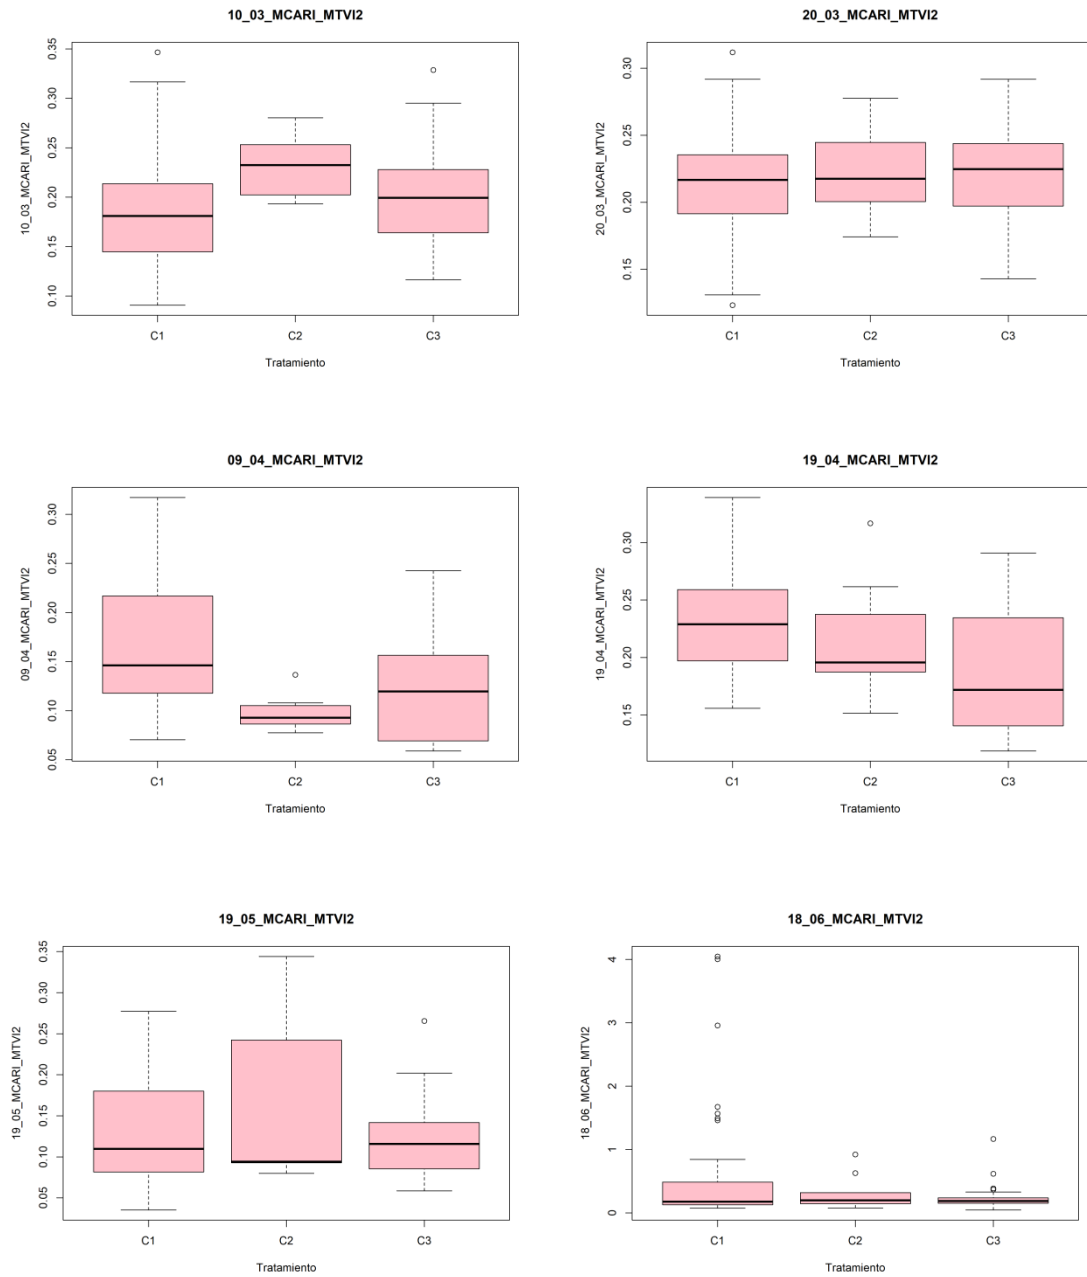 10_03_MCARI_MTVI2
10_03_MCARI_MTVI2
0.35
0.30
0.25
0.20
0.15
0.10
C1 C2 C3
Tratamiento
20_03_MCARI_MTVI2
20_03_MCARI_MTVI2
0.30
0.25
0.20
0.15
C1 C2 C3
Tratamiento
09_04_MCARI_MTVI2
09_04_MCARI_MTVI2
0.30
0.25
0.20
0.15
0.10
0.05
C1 C2 C3
Tratamiento
19_04_MCARI_MTVI2
19_04_MCARI_MTVI2
0.30
0.25
0.20
0.15
C1 C2 C3
Tratamiento
19_05_MCARI_MTVI2
19_05_MCARI_MTVI2
0.35
0.30
0.25
0.20
0.15
0.10
0.05
C1 C2 C3
Tratamiento
18_06_MCARI_MTVI2
18_06_MCARI_MTVI2
4
3
2
1
0
C1 C2 C3
Tratamiento